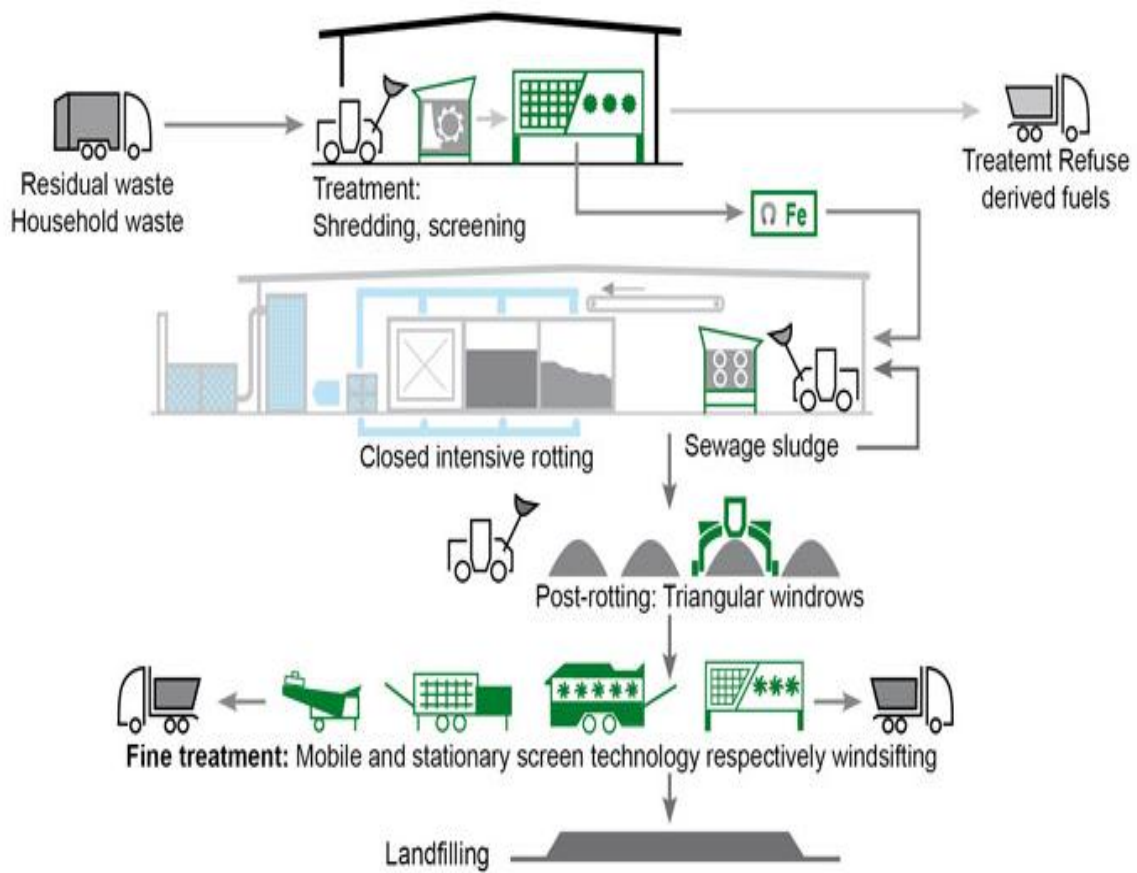 Residual waste
Household waste
Treatment:
Shredding, screening
Treatemt Refuse
derived fuels
Fe
Closed intensive rotting
Sewage sludge
Post-rotting: Triangular windrows
Fine treatment: Mobile and stationary screen technology respectively windsifting
Landfilling